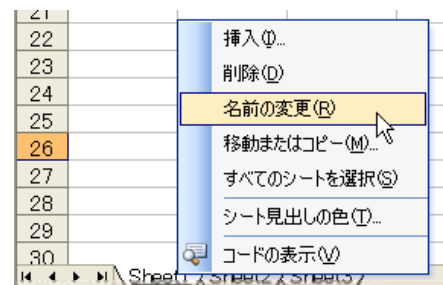 21
22
23
24
25
26
27
28
29
30
挿入(I)...
削除(D)
名前の変更(R)
移動またはコピー(M)...
すべてのシートを選択(S)
シート見出しの色(T)...
コードの表示(V)
Sheet1 Sheet2 Sheet3